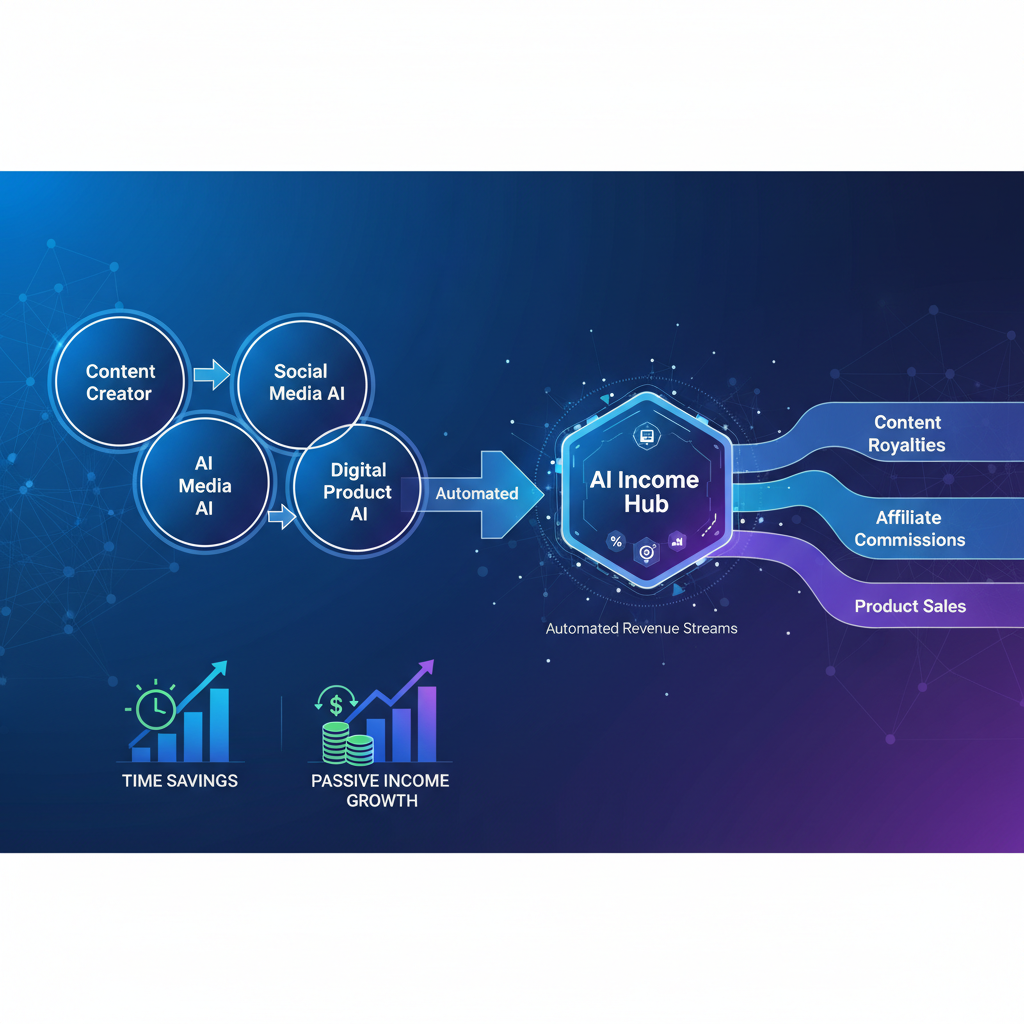 Content
Creator
Social
Media AI
AI
Media
AI
Digital
Product
AI
Automated
AI Income
Hub
%
Automated Revenue Streams
Content
Royalties
Affiliate
Commissions
Product Sales
$
TIME SAVINGS
PASSIVE INCOME
GROWTH